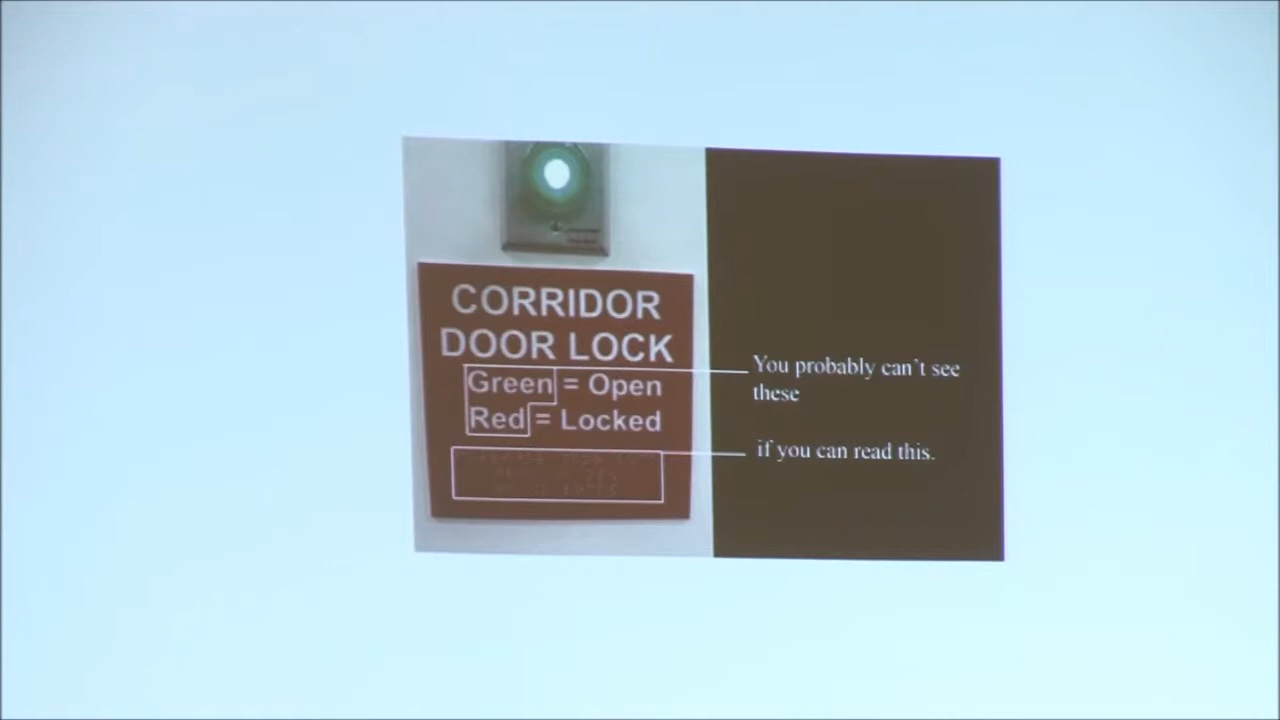 CORRIDOR
DOOR LOCK
Green = Open
Red = Locked
You probably can't see
these
if you can read this.